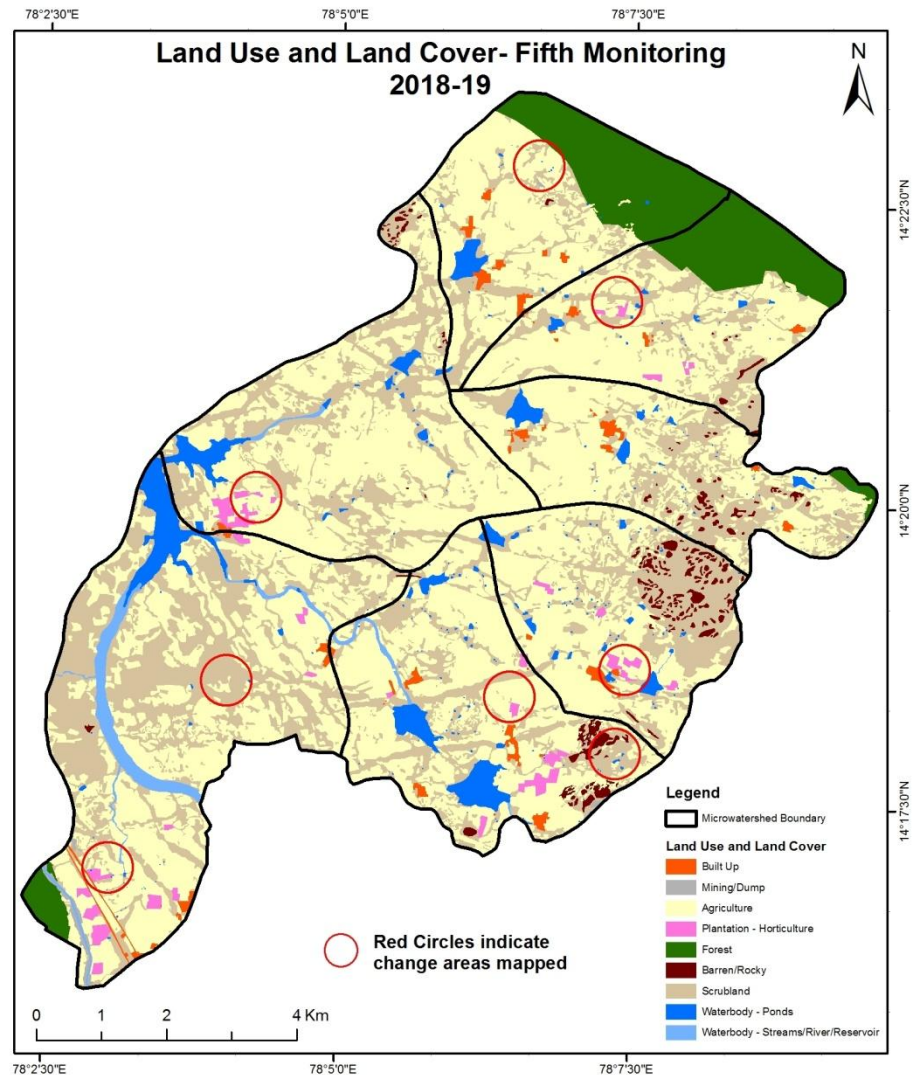 78°2'30"E 78°5'0"E 78°7'30"E
Land Use and Land Cover- Fifth Monitoring
2018-19
N
14°22'30"N
14°20'0"N
14°17'30"N
Legend
Microwatershed Boundary
Land Use and Land Cover
Built Up
Mining/Dump
Agriculture
Plantation - Horticulture
Forest
Barren/Rocky
Scrubland
Waterbody - Ponds
Waterbody - Streams/River/Reservoir
Red Circles indicate
change areas mapped
0 1 2 4 Km
78°2'30"E 78°5'0"E 78°7'30"E